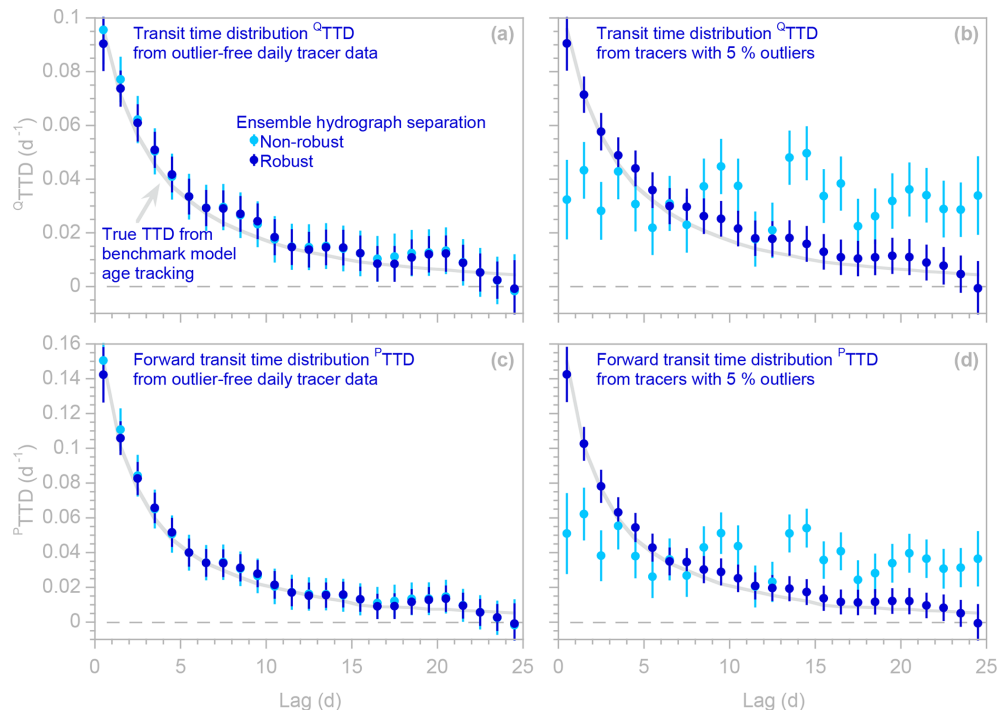 Transit time distribution QTTD
from outlier-free daily tracer data
(a)
Ensemble hydrograph separation
Non-robust
Robust
True TTD from
benchmark model
age tracking
QTTD (d-1)
0.1
0.08
0.06
0.04
0.02
0
Transit time distribution QTTD
from tracers with 5 % outliers
(b)
Forward transit time distribution PTTD
from outlier-free daily tracer data
(c)
PTTD (d-1)
0.16
0.14
0.12
0.1
0.08
0.06
0.04
0.02
0
0 5 10 15 20 25
Lag (d)
Forward transit time distribution PTTD
from tracers with 5 % outliers
(d)
0 5 10 15 20 25
Lag (d)